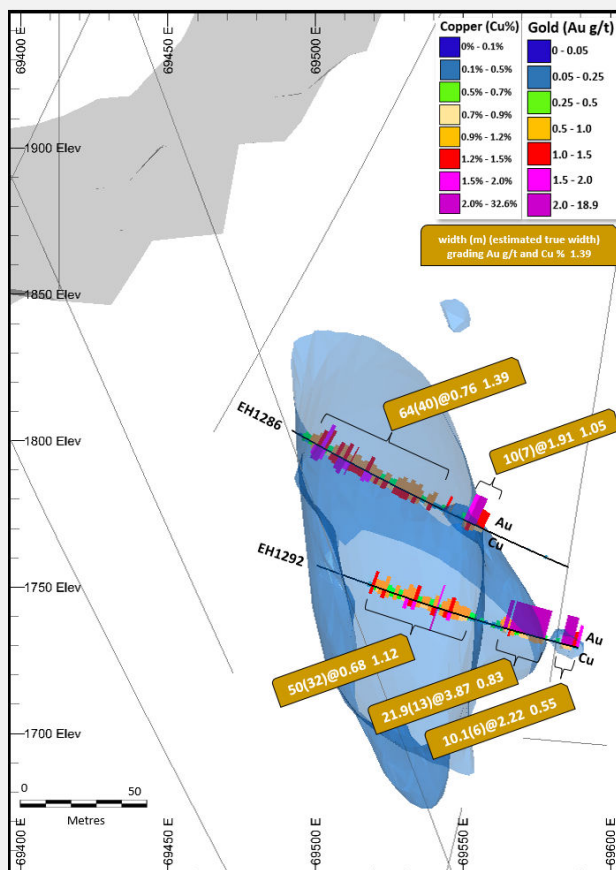 69400 E
69450 E
69500 E
Copper (Cu%)
0% - 0.1%
0.1% - 0.5%
0.5% - 0.7%
0.7% - 0.9%
0.9% - 1.2%
1.2% - 1.5%
1.5% - 2.0%
2.0% - 32.6%
Gold (Au g/t)
0 - 0.05
0.05 - 0.25
0.25 - 0.5
0.5 - 1.0
1.0 - 1.5
1.5 - 2.0
2.0 - 18.9
width (m) (estimated true width)
grading Au g/t and Cu % 1.39
1900 Elev
1850 Elev
1800 Elev
1750 Elev
1700 Elev
EH1286
64(40)@0.76 1.39
10(7)@1.91 1.05
Au
Cu
EH1292
Au
Cu
50(32)@0.68 1.12
21.9(13)@3.87 0.83
10.1(6)@2.22 0.55
0
50
Metres
69400 E
69450 E
69500 E
69550 E
69600 E